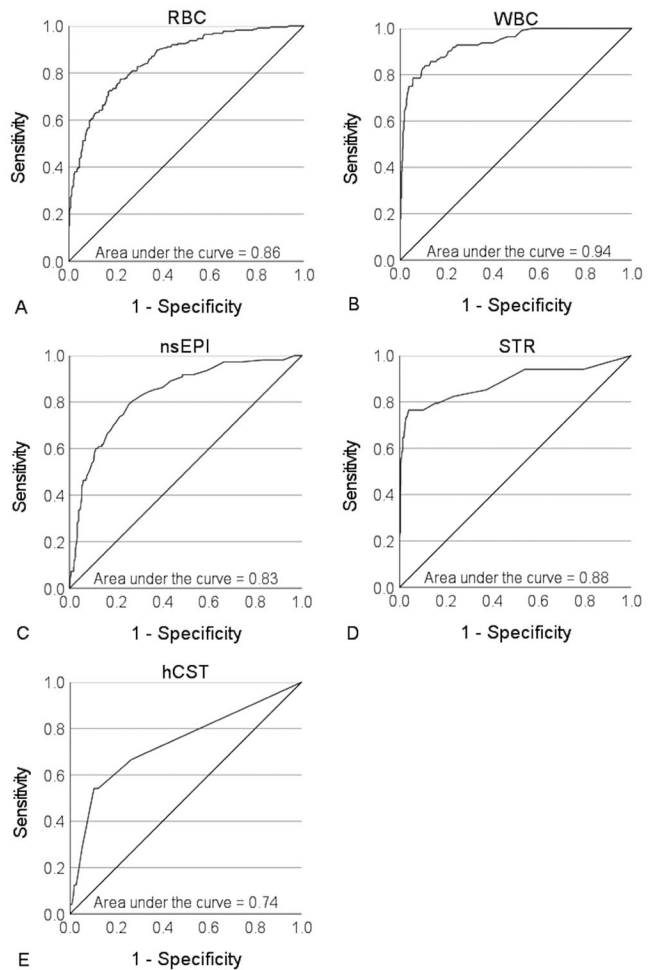 RBC
1.0
0.8
0.6
0.4
0.2
0.0
Sensitivity
Area under the curve = 0.86
0.0 0.2 0.4 0.6 0.8 1.0
A
1 - Specificity
WBC
1.0
0.8
0.6
0.4
0.2
0.0
Sensitivity
Area under the curve = 0.94
0.0 0.2 0.4 0.6 0.8 1.0
B
1 - Specificity
nsEPI
1.0
0.8
0.6
0.4
0.2
0.0
Sensitivity
Area under the curve = 0.83
0.0 0.2 0.4 0.6 0.8 1.0
C
1 - Specificity
STR
1.0
0.8
0.6
0.4
0.2
0.0
Sensitivity
Area under the curve = 0.88
0.0 0.2 0.4 0.6 0.8 1.0
D
1 - Specificity
hCST
1.0
0.8
0.6
0.4
0.2
0.0
Sensitivity
Area under the curve = 0.74
0.0 0.2 0.4 0.6 0.8 1.0
E
1 - Specificity